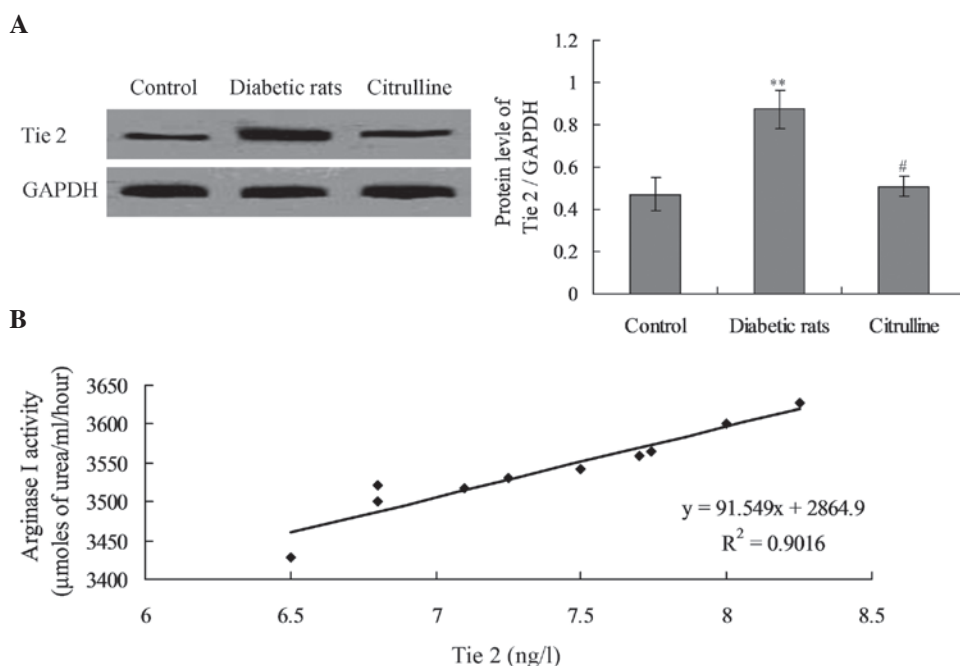 A
Control Diabetic rats Citrulline
Tie 2
GAPDH
Protein levle of
Tie 2 / GAPDH
1.2
1
0.8
0.6
0.4
0.2
0
**
#
Control Diabetic rats Citrulline
B
Arginase I activity
(μmoles of urea/ml/hour)
3650
3600
3550
3500
3450
3400
y = 91.549x + 2864.9
R² = 0.9016
6 6.5 7 7.5 8 8.5
Tie 2 (ng/l)